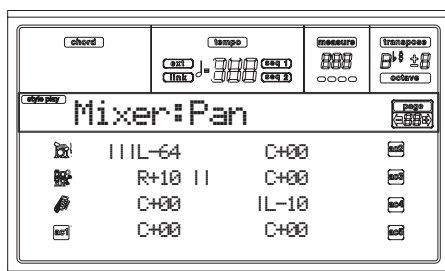 chord tempo measure transpose
ext link seq 1 seq 2 octave
style play Mixer:Pan page
IIIL-64 C+00 acc2
R+10 II C+00 acc3
C+00 IL-10 acc4
acc1 C+00 C+00 acc5